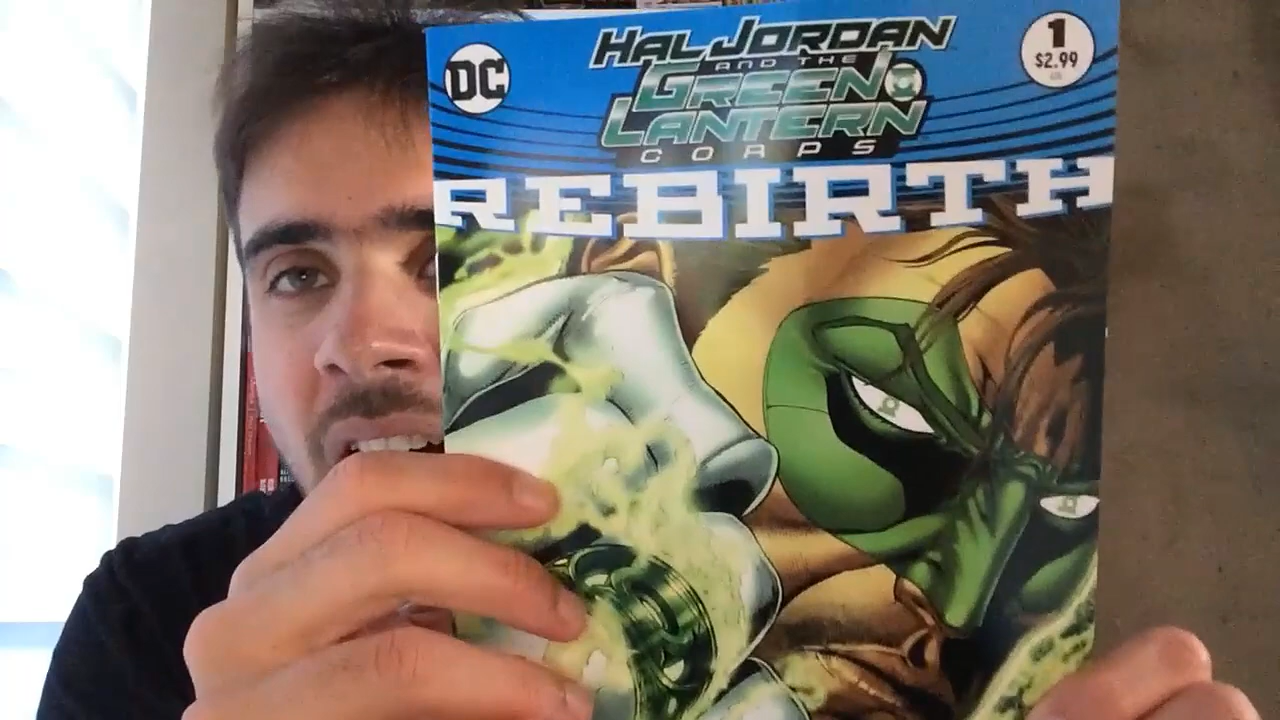 DC
HAL JORDAN
AND THE
GREEN
LANTERN
CORPS
1
$2.99
REBIRTH